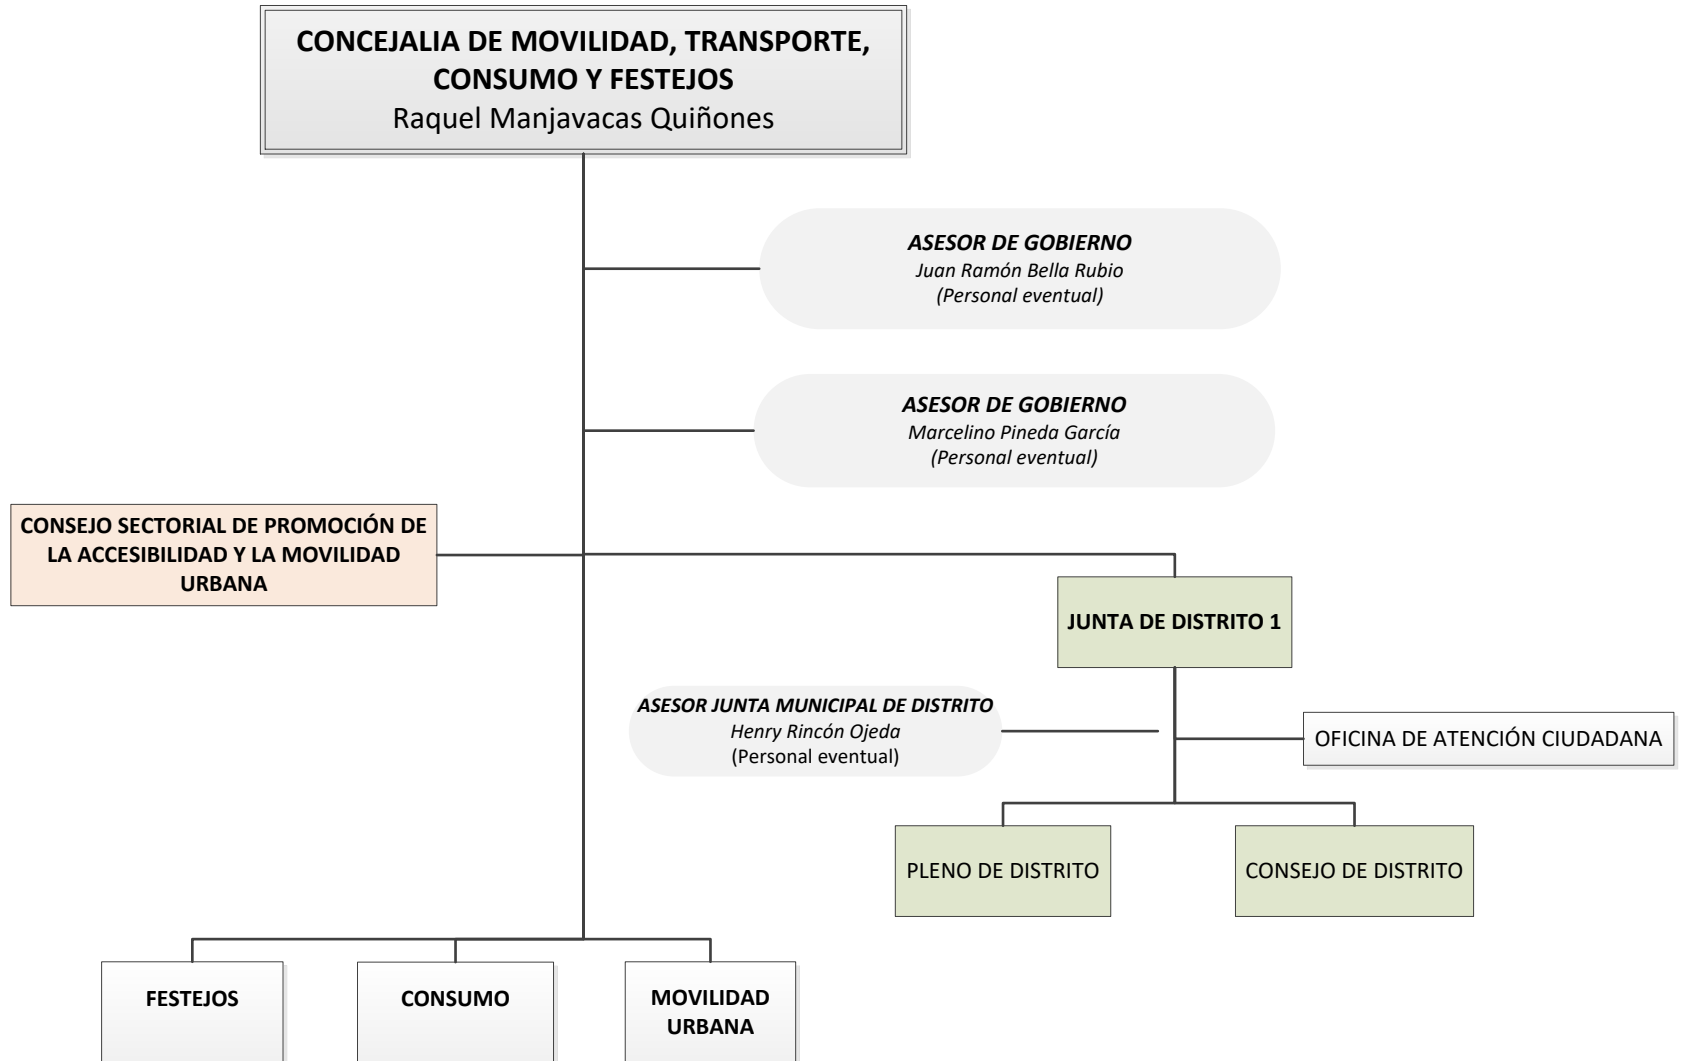 CONCEJALIA DE MOVILIDAD, TRANSPORTE,
CONSUMO Y FESTEJOS
Raquel Manjavacas Quiñones
ASESOR DE GOBIERNO
Juan Ramón Bella Rubio
(Personal eventual)
ASESOR DE GOBIERNO
Marcelino Pineda García
(Personal eventual)
CONSEJO SECTORIAL DE PROMOCIÓN DE
LA ACCESIBILIDAD Y LA MOVILIDAD
URBANA
JUNTA DE DISTRITO 1
ASESOR JUNTA MUNICIPAL DE DISTRITO
Henry Rincón Ojeda
(Personal eventual)
OFICINA DE ATENCIÓN CIUDADANA
PLENO DE DISTRITO
CONSEJO DE DISTRITO
FESTEJOS
CONSUMO
MOVILIDAD
URBANA